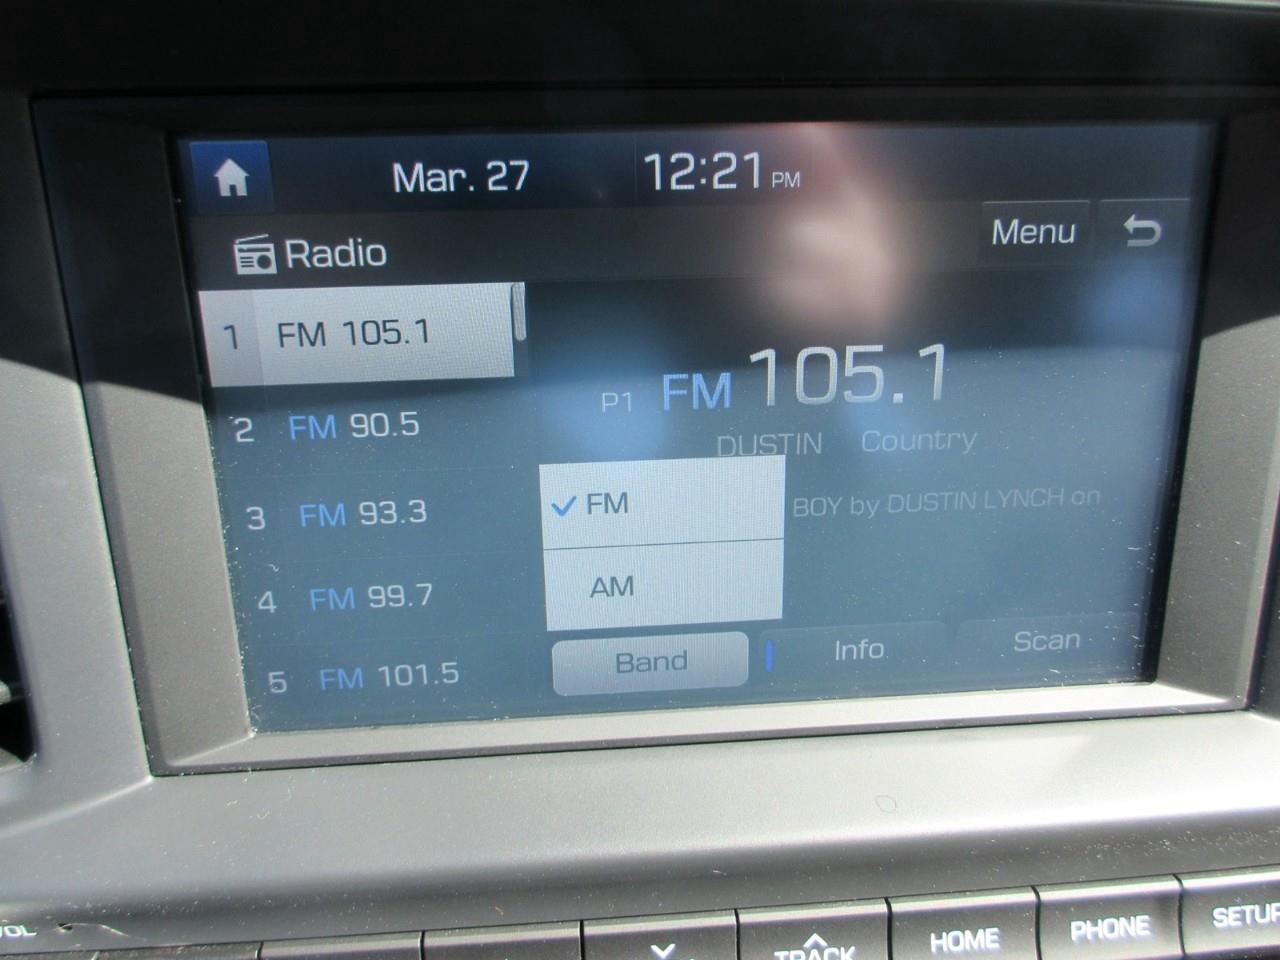 Mar. 27
12:21 PM
Radio
Menu
1 FM 105.1
2 FM 90.5
3 FM 93.3
4 FM 99.7
5 FM 101.5
P1 FM 105.1
DUSTIN Country
BOY by DUSTIN LYNCH on
FM
AM
Band
Info
Scan
TRACK
HOME
PHONE